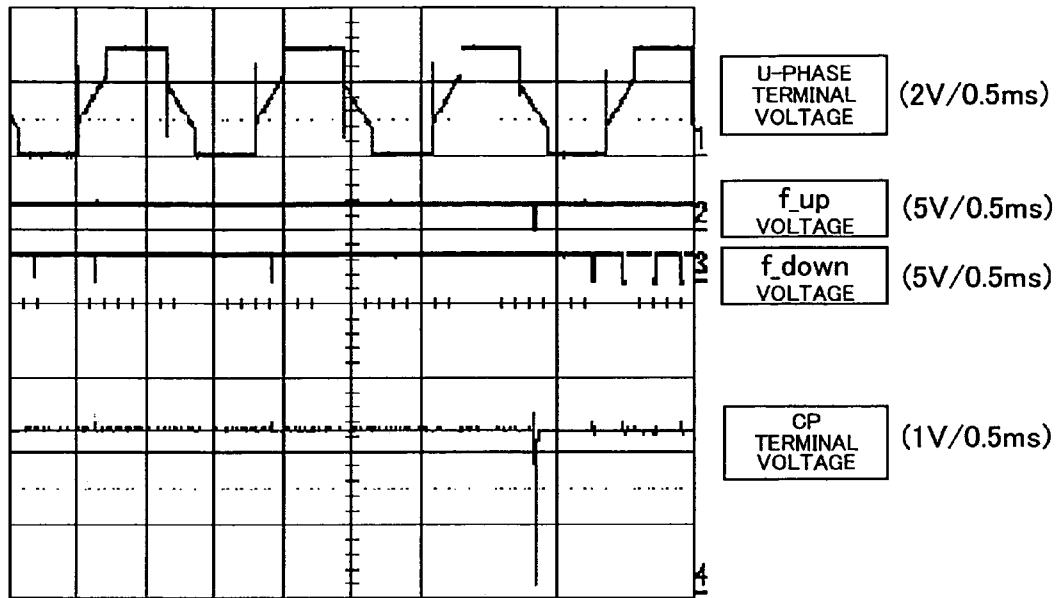 U-PHASE
TERMINAL
VOLTAGE
(2V/0.5ms)
1
f_up
VOLTAGE
(5V/0.5ms)
2
f_down
VOLTAGE
(5V/0.5ms)
3
CP
TERMINAL
VOLTAGE
(1V/0.5ms)
4